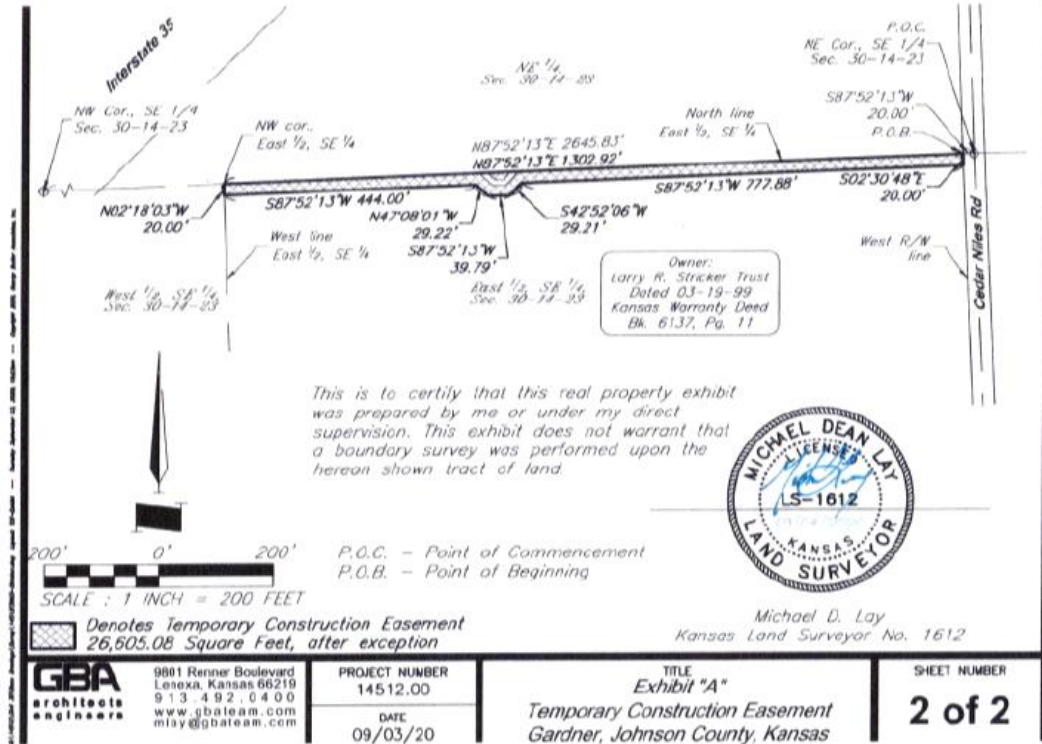 Interstate 35
P.O.C.
NE Cor., SE 1/4
Sec. 30-14-23
NE 1/4
Sec. 30-14-23
NW Cor., SE 1/4
Sec. 30-14-23
NW cor.,
East 1/2, SE 1/4
North line
East 1/2, SE 1/4
S87°52'13"W
20.00'
P.O.B.
N87°52'13"E 2645.83'
N87°52'13"E 1302.92'
N02°18'03"W
20.00'
S87°52'13"W 444.00'
N47°08'01"W
29.22'
S87°52'13"W
39.79'
S42°52'06"W
29.21'
S87°52'13"W 777.88'
S02°30'48"E
20.00'
West line
East 1/2, SE 1/4
West 1/2, SE 1/4,
Sec. 30-14-23
East 1/2, SE 1/4,
Sec. 30-14-23
Owner:
Larry R. Stricker Trust
Dated 03-19-99
Kansas Warranty Deed
Bk. 6137, Pg. 11
West R/W
line
Cedar Niles Rd
This is to certify that this real property exhibit
was prepared by me or under my direct
supervision. This exhibit does not warrant that
a boundary survey was performed upon the
hereon shown tract of land.
MICHAEL DEAN LAY
LICENSED
LS-1612
KANSAS
LAND SURVEYOR
200' 0' 200'
SCALE : 1 INCH = 200 FEET
P.O.C. - Point of Commencement
P.O.B. - Point of Beginning
Denotes Temporary Construction Easement
26,605.08 Square Feet, after exception
Michael D. Lay
Kansas Land Surveyor No. 1612
GBA
architects
engineers
9801 Renner Boulevard
Lenexa, Kansas 66219
913.492.0400
www.gbateam.com
mlay@gbateam.com
PROJECT NUMBER
14512.00
DATE
09/03/20
TITLE
Exhibit "A"
Temporary Construction Easement
Gardner, Johnson County, Kansas
SHEET NUMBER
2 of 2